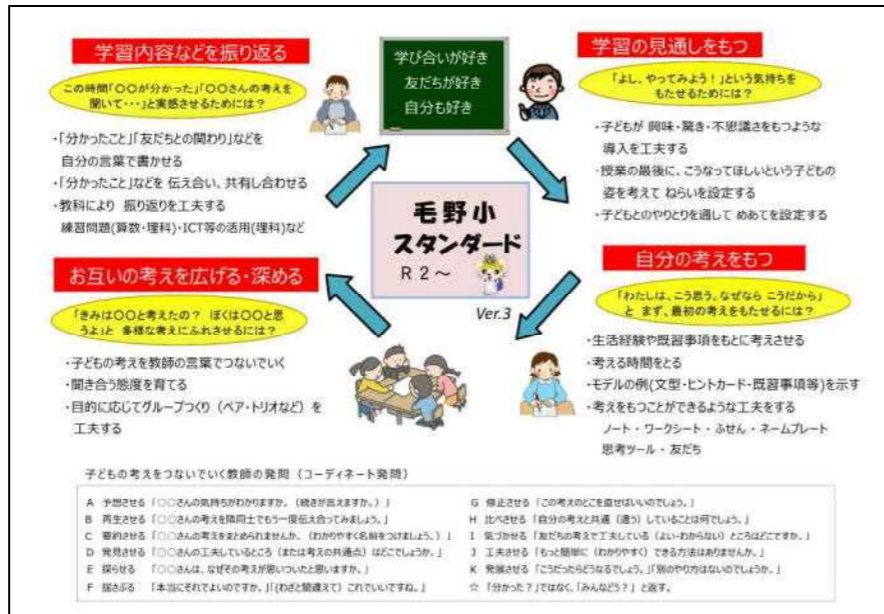 学習内容などを振り返る
この時間「〇〇が分かった」「〇〇さんの考えを
聞いて・・・」と実感させるためには？
・「分かったこと」「友だちとの関わり」などを
自分の言葉で書かせる
・「分かったこと」などを 伝え合い、共有し合わせる
・教科により 振り返りを工夫する
練習問題(算数・理科)・ICT等の活用(理科)など
学び合いが好き
友だちが好き
自分も好き
学習の見通しをもつ
「よし、やってみよう！」という気持ちを
もたせるためには？
・子どもが 興味・驚き・不思議さをもつような
導入を工夫する
・授業の最後に、こうなってほしいという子どもの
姿を考えて ねらいを設定する
・子どもとのやりとりを通して めあてを設定する
毛野小
スタンダード
R２～
Ver.3
お互いの考えを広げる・深める
「きみは〇〇と考えたの？ ぼくは〇〇と思
うよ」と 多様な考えにふれさせるには？
・子どもの考えを教師の言葉でつないでいく
・聞き合う態度を育てる
・目的に応じてグループつくり（ペア・トリオなど）を
工夫する
自分の考えをもつ
「わたしは、こう思う。なぜなら こうだから」
と まず、最初の考えをもたせるには？
・生活経験や既習事項をもとに考えさせる
・考える時間をとる
・モデルの例(文型・ヒントカード・既習事項等)を示す
・考えをもつことができるような工夫をする
ノート・ワークシート・ふせん・ネームプレート
思考ツール・友だち
子どもの考えをつないでいく教師の発問（コーディネート発問）
A 予想させる「〇〇さんの気持ちがわかりますか。（続きが言えますか。）」
B 再生させる「〇〇さんの考えを隣同士でもう一度伝え合ってみましょう。」
C 要約させる「〇〇さんの考えをまとめられませんか。（わかりやすく名前をつけましょう。）」
D 発見させる「〇〇さんの工夫しているところ（または考えの共通点）はどこでしょうか。」
E 探らせる「〇〇さんは、なぜその考えが思いついたと思いますか。」
F 揺さぶる「本当にそれでよいのですか。」「（わざと間違えて）これでいいですね。」
G 修正させる「この考えのどこを直せばいいのでしょう。」
H 比べさせる「自分の考えと共通（違う）していることは何でしょう。」
I 気づかせる「友だちの考えで工夫している（よい・わからない）ところはどこですか。」
J 工夫させる「もっと簡単に（わかりやすく）できる方法はありませんか。」
K 発展させる「こうだったらどうなるでしょう。」「別のやり方はないのでしょうか。」
☆ 「分かった？」ではなく、「みんなどう？」と返す。